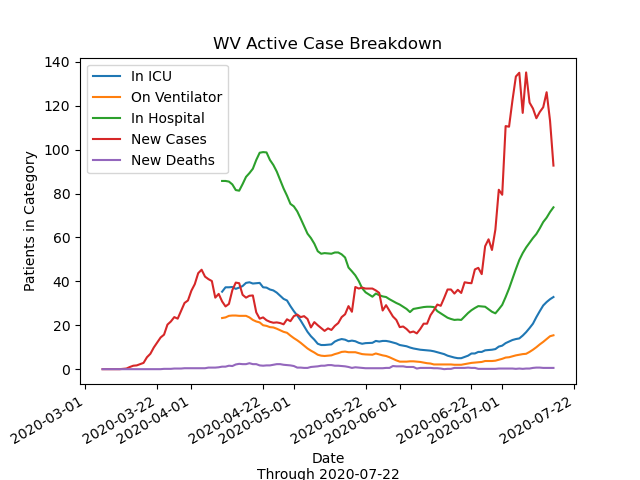 WV Active Case Breakdown
140
120
100
80
60
40
20
0
Patients in Category
In ICU
On Ventilator
In Hospital
New Cases
New Deaths
2020-03-01
2020-03-22
2020-04-01
2020-04-22
2020-05-01
2020-05-22
2020-06-01
2020-06-22
2020-07-01
2020-07-22
Date
Through 2020-07-22